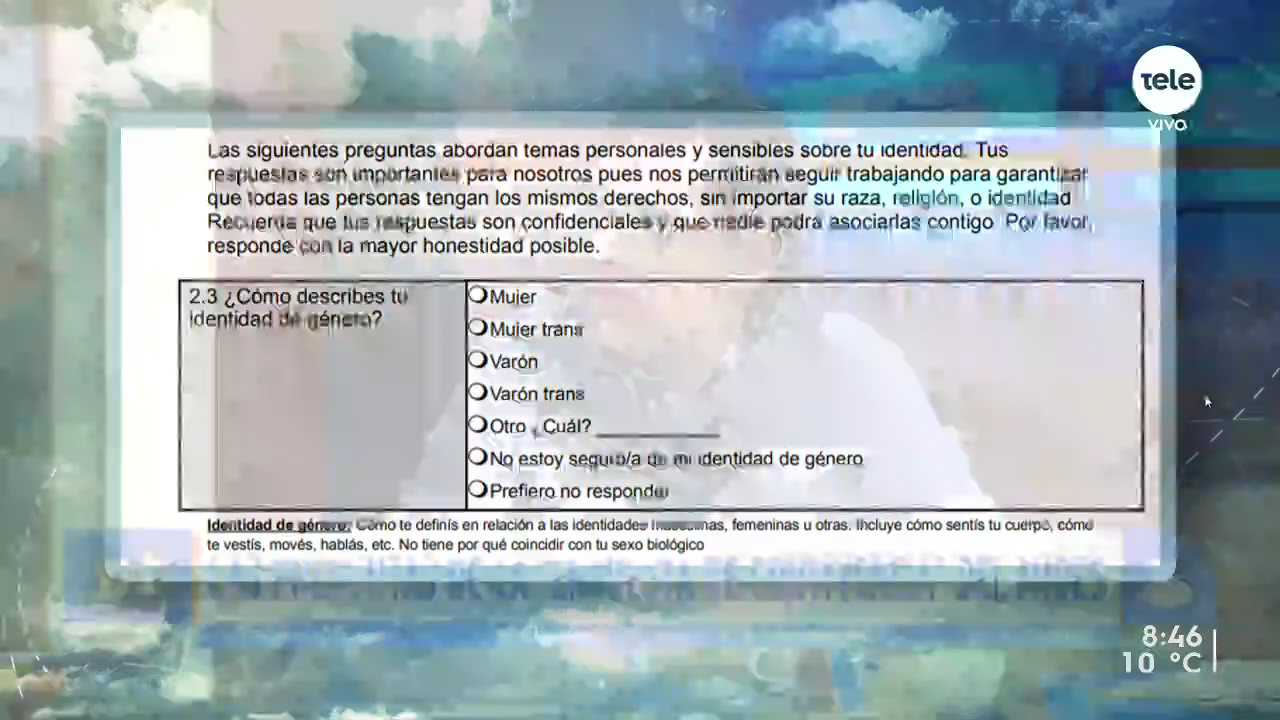 tele
vivo
Las siguientes preguntas abordan temas personales y sensibles sobre tu identidad. Tus
respuestas son importantes para nosotros pues nos permitirán seguir trabajando para garantizar
que todas las personas tengan los mismos derechos, sin importar su raza, religión, o identidad
Recuerda que tus respuestas son confidenciales y que nadie podrá asociarlas contigo Por favor,
responde con la mayor honestidad posible.
2.3 ¿Cómo describes tu
identidad de género?
Mujer
Mujer trans
Varón
Varón trans
Otro ¿Cuál? ____________
No estoy seguro/a de mi identidad de género
Prefiero no responder
Identidad de género: Cómo te definís en relación a las identidades masculinas, femeninas u otras. Incluye cómo sentís tu cuerpo, cómo
te vestís, movés, hablás, etc. No tiene por qué coincidir con tu sexo biológico
8:46
10 °C